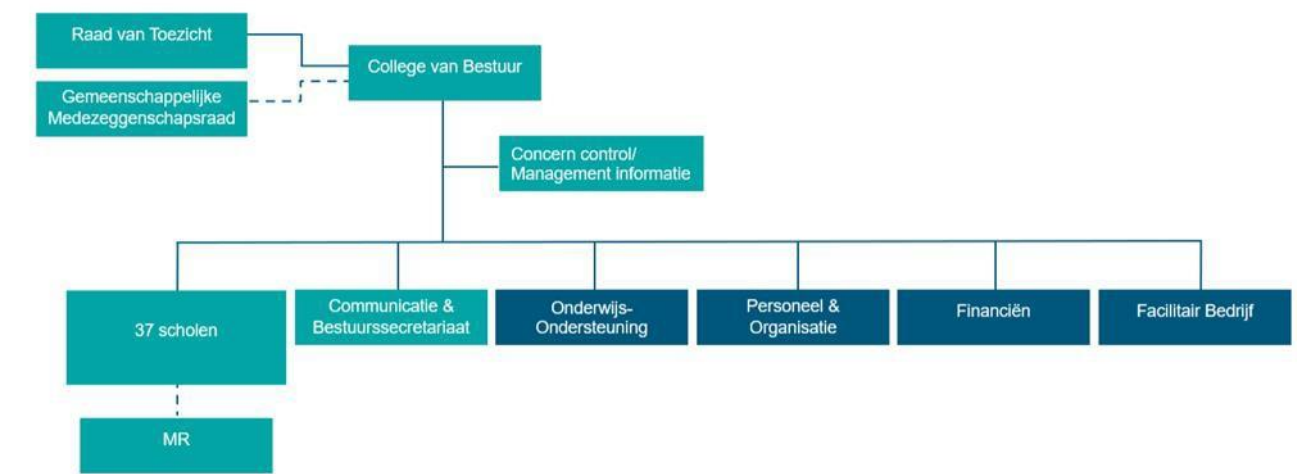 Raad van Toezicht
College van Bestuur
Gemeenschappelijke
Medezeggenschapsraad
Concern control/
Management informatie
37 scholen
Communicatie &
Bestuurssecretariaat
Onderwijs-
Ondersteuning
Personeel &
Organisatie
Financiën
Facilitair Bedrijf
MR